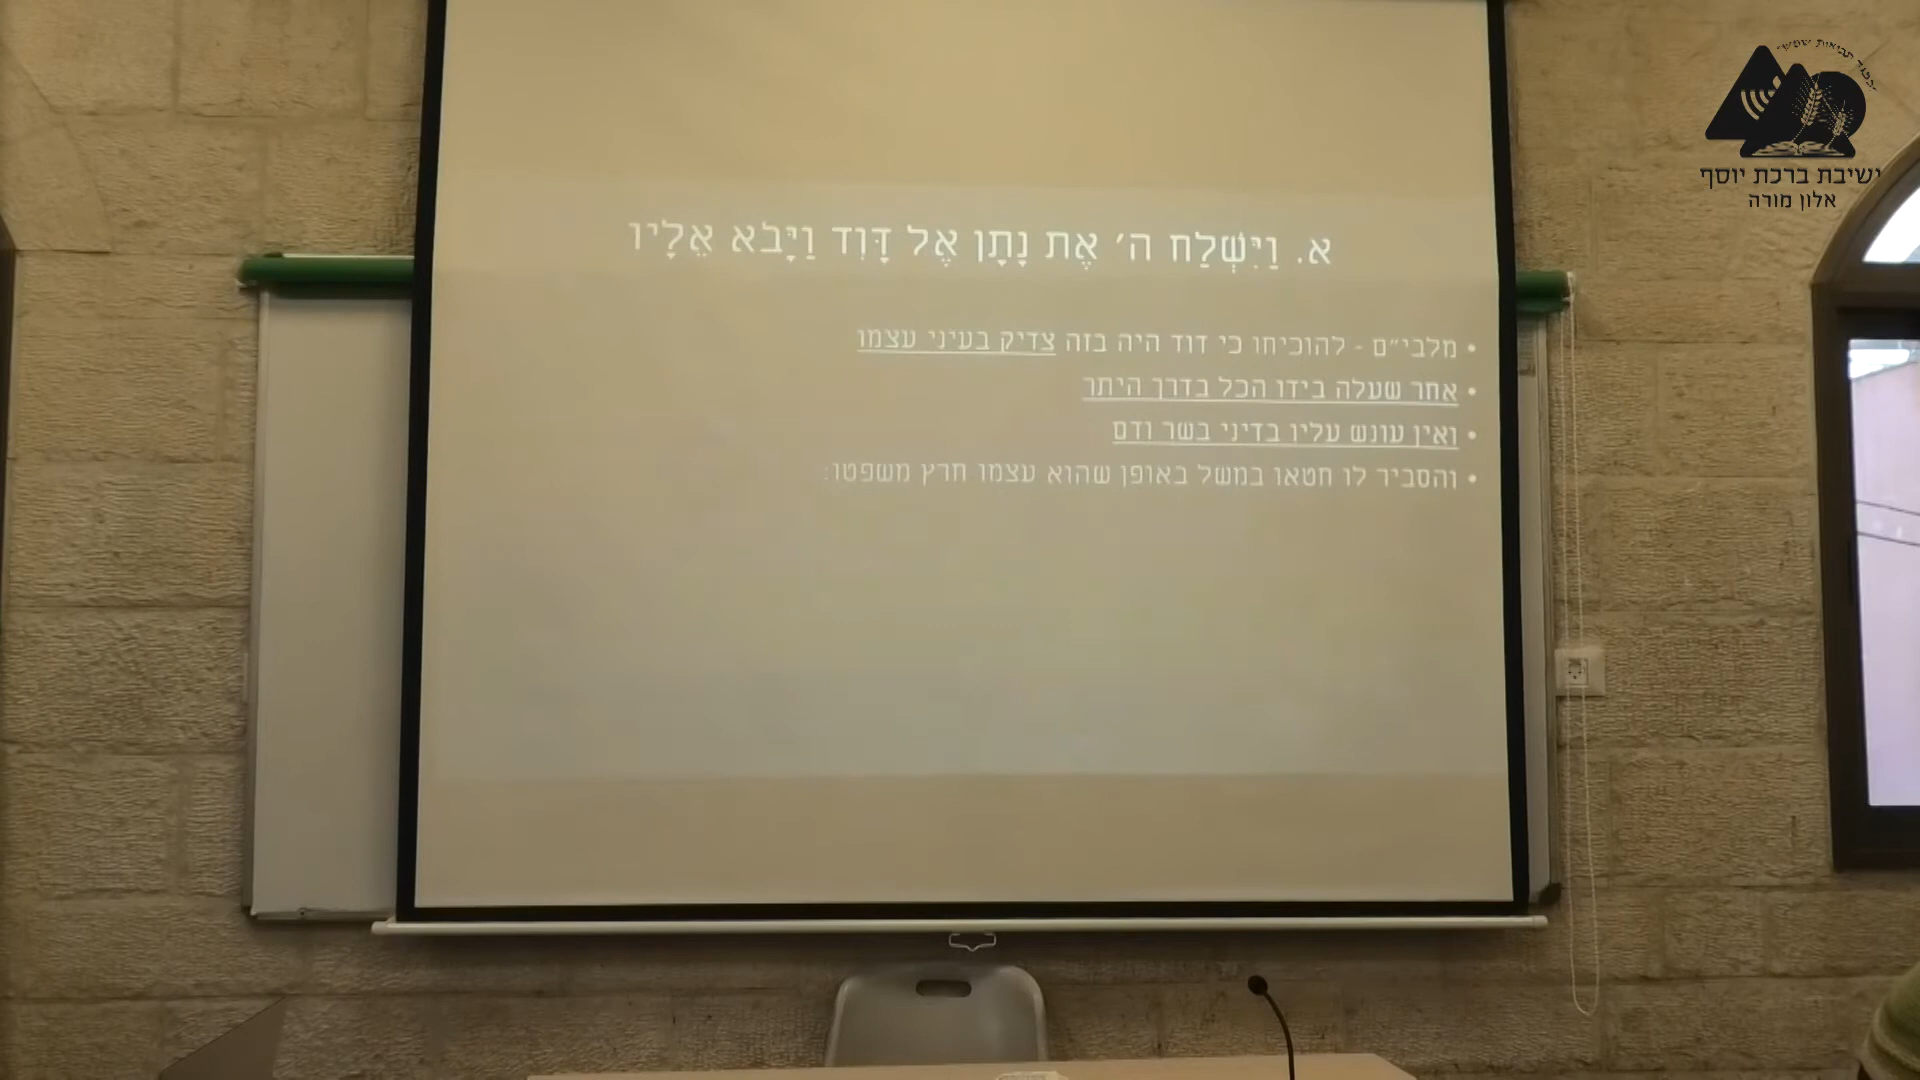 א. וַיִּשְׁלַח ה׳ אֶת נָתָן אֶל דָּוִד וַיָּבֹא אֵלָיו
• מלבי״ם - להוכיחו כי דוד היה בזה צדיק בעיני עצמו
• אחר שעלה בידו הכל בדרך היתר
• ואין עונש עליו בדיני בשר ודם
• והסביר לו חטאו במשל באופן שהוא עצמו חרץ משפטו:
ישיבת ברכת יוסף
אלון מורה